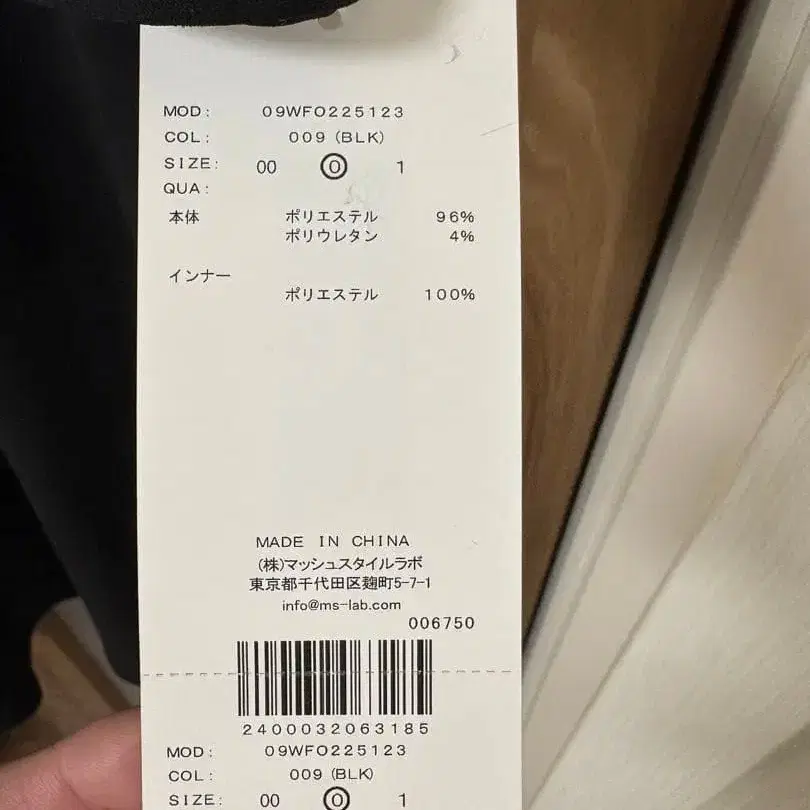 MOD: 09WFO225123
COL: 009 (BLK)
SIZE: 00 0 1
QUA:
本体 ポリエステル 96%
ポリウレタン 4%
インナー
ポリエステル 100%
MADE IN CHINA
(株)マッシュスタイルラボ
東京都千代田区麹町5-7-1
info@ms-lab.com
006750
2400032063185
MOD: 09WFO225123
COL: 009 (BLK)
SIZE: 00 0 1